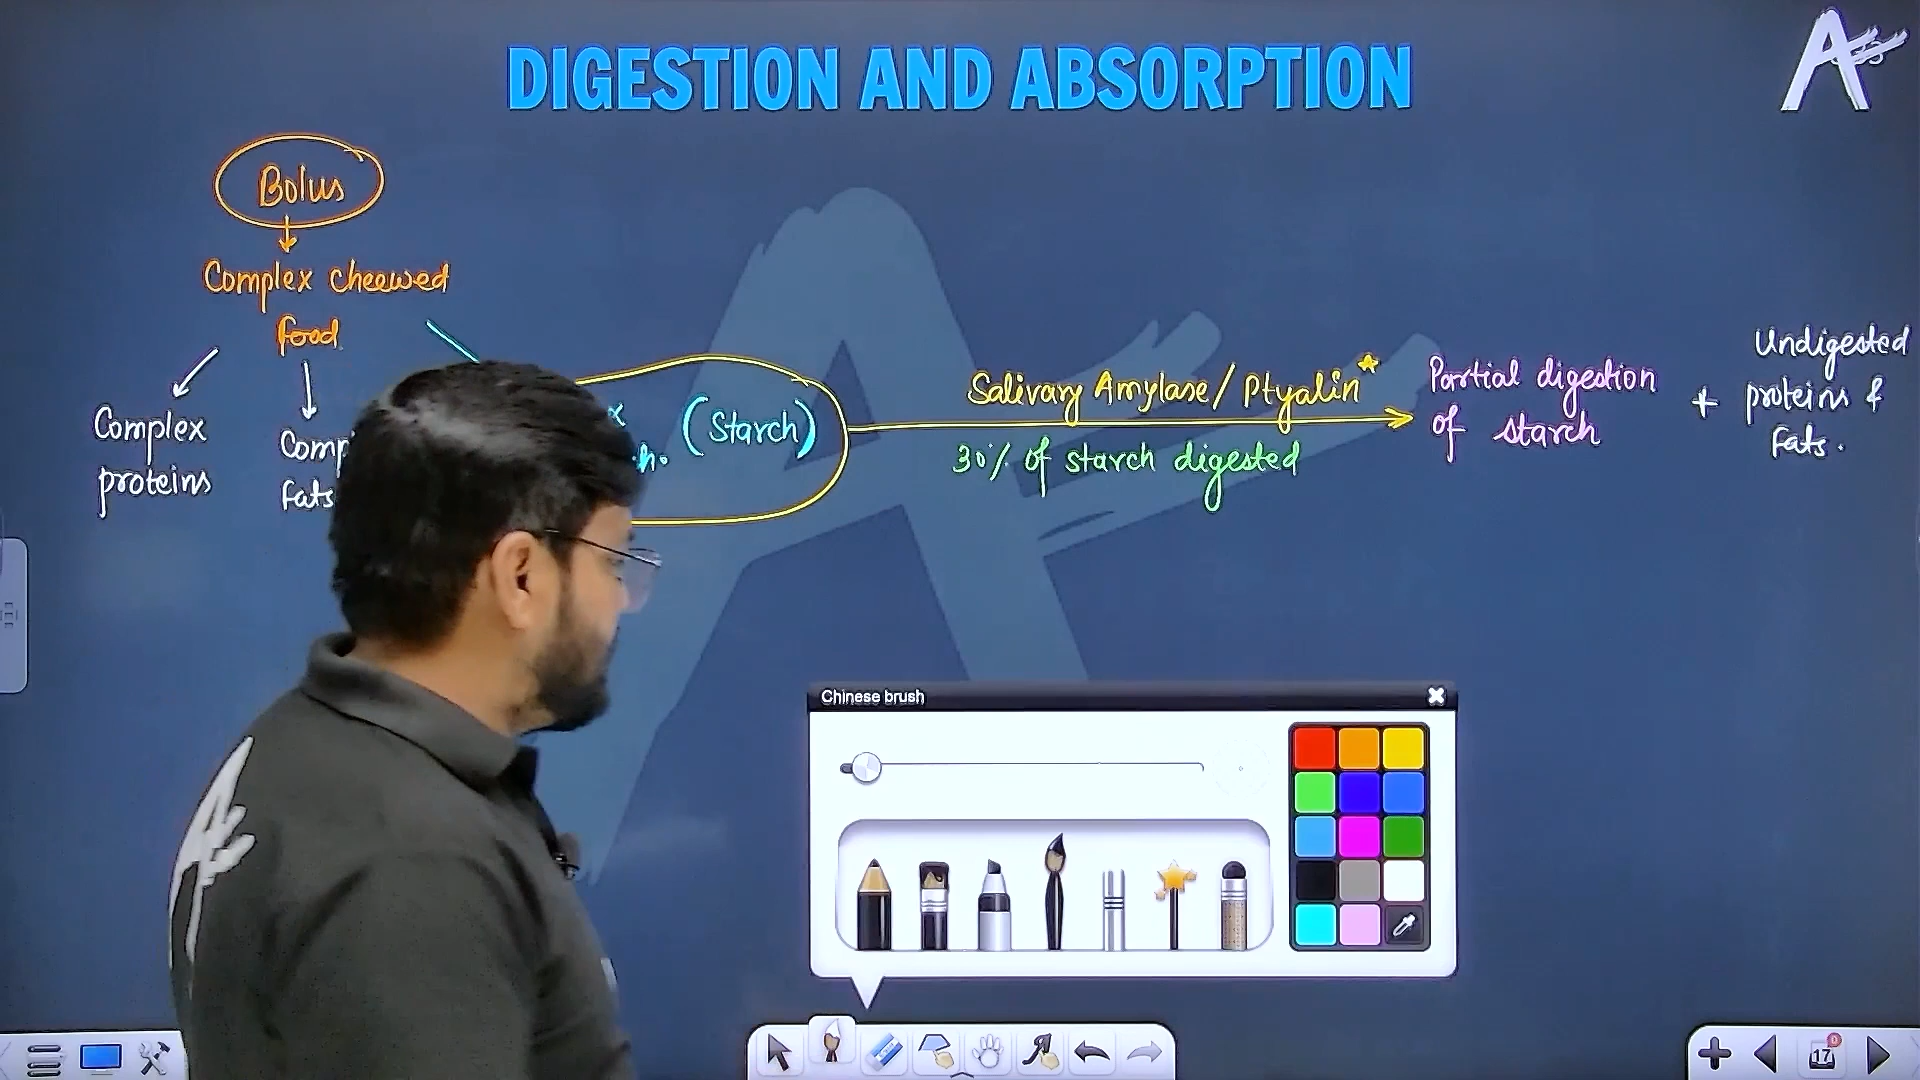 DIGESTION AND ABSORPTION
Bolus
Complex cheewed
food.
Complex
proteins
Comp
fats
x
(Starch)
h.
Salivary Amylase/Ptyalin*
30% of starch digested
Partial digestion
of starch
+
Undigested
proteins &
fats.
Chinese brush
17
0